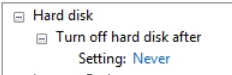 Hard disk
Turn off hard disk after
Setting: Never